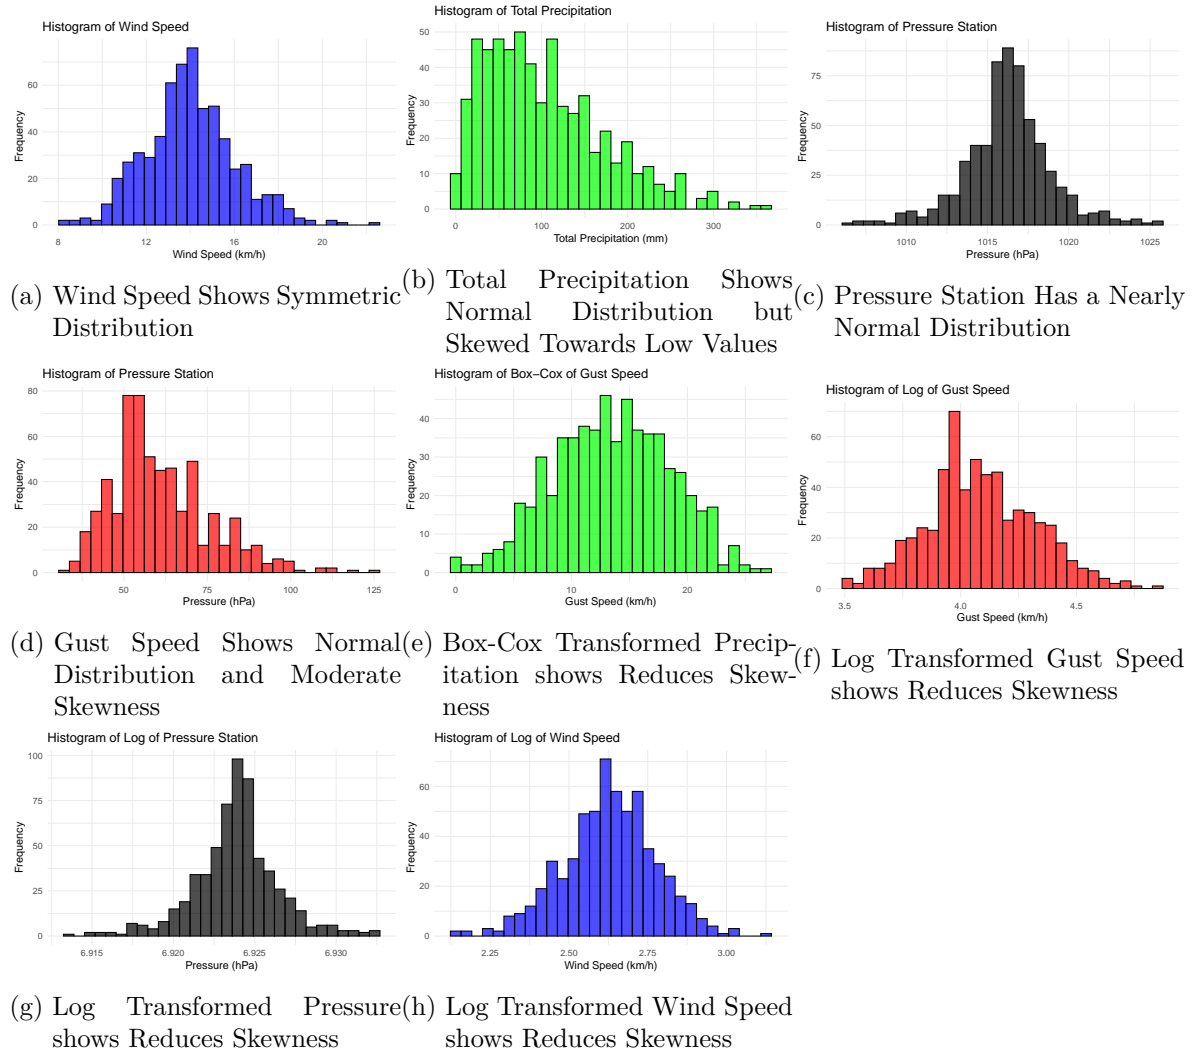 Histogram of Wind Speed
Frequency
60
40
20
0
8 12 16 20
Wind Speed (km/h)
(a) Wind Speed Shows Symmetric
Distribution
Histogram of Total Precipitation
Frequency
50
40
30
20
10
0
0 100 200 300
Total Precipitation (mm)
(b) Total Precipitation Shows
Normal Distribution but
Skewed Towards Low Values
Histogram of Pressure Station
Frequency
75
50
25
0
1010 1015 1020 1025
Pressure (hPa)
(c) Pressure Station Has a Nearly
Normal Distribution
Histogram of Pressure Station
Frequency
80
60
40
20
0
50 75 100 125
Pressure (hPa)
(d) Gust Speed Shows Normal
Distribution and Moderate
Skewness
Histogram of Box−Cox of Gust Speed
Frequency
40
30
20
10
0
0 10 20
Gust Speed (km/h)
(e) Box-Cox Transformed Precip-
itation shows Reduces Skew-
ness
Histogram of Log of Gust Speed
Frequency
60
40
20
0
3.5 4.0 4.5
Gust Speed (km/h)
(f) Log Transformed Gust Speed
shows Reduces Skewness
Histogram of Log of Pressure Station
Frequency
100
75
50
25
0
6.915 6.920 6.925 6.930
Pressure (hPa)
(g) Log Transformed Pressure
shows Reduces Skewness
Histogram of Log of Wind Speed
Frequency
60
40
20
0
2.25 2.50 2.75 3.00
Wind Speed (km/h)
(h) Log Transformed Wind Speed
shows Reduces Skewness